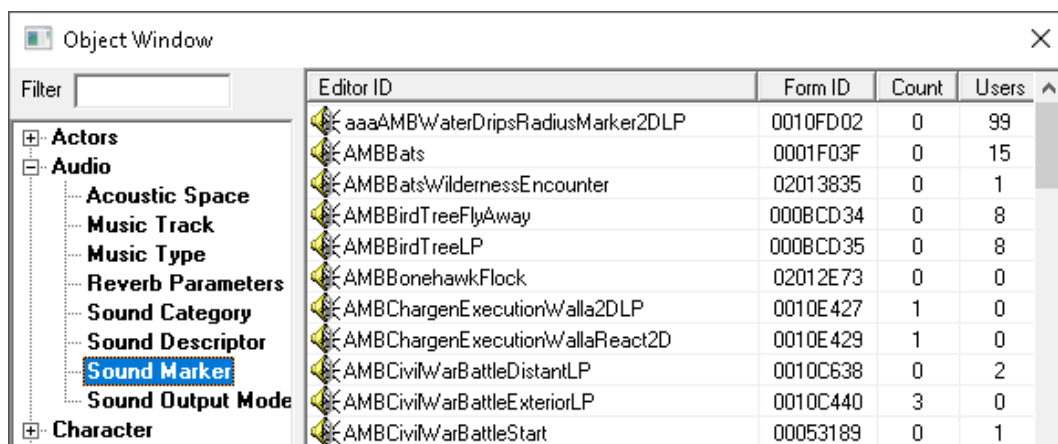 Object Window
Filter
Actors
Audio
Acoustic Space
Music Track
Music Type
Reverb Parameters
Sound Category
Sound Descriptor
Sound Marker
Sound Output Mode
Character
Editor ID Form ID Count Users
aaaAMBWaterDripsRadiusMarker2DLP 0010FD02 0 99
AMBBats 0001F03F 0 15
AMBBatsWildernessEncounter 02013835 0 1
AMBBirdTreeFlyAway 000BCD34 0 8
AMBBirdTreeLP 000BCD35 0 8
AMBBonehawkFlock 02012E73 0 0
AMBChargenExecutionWalla2DLP 0010E427 1 0
AMBChargenExecutionWallaReact2D 0010E429 1 0
AMBCivilWarBattleDistantLP 0010C638 0 2
AMBCivilWarBattleExteriorLP 0010C440 3 0
AMBCivilWarBattleStart 00053189 0 1